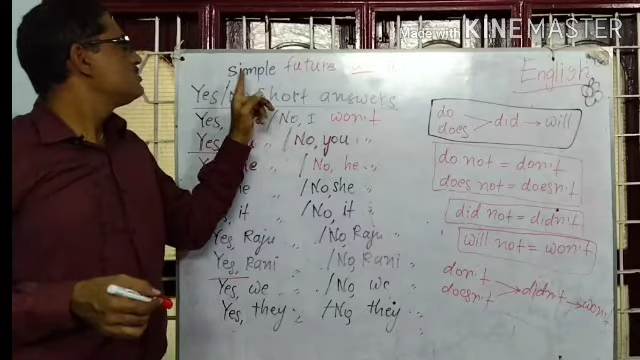 Made with KINEMASTER
simple future
English
Yes/ short answers
Yes, /No, I won't
Yes, /No, you ,,
/No, he ,,
/No, she ,,
it /No, it ,,
Yes, Raju ,, /No, Raju ,,
Yes, Rani ,, /No, Rani ,,
Yes, we ,, /No, we ,,
Yes, they ,, /No, they ,,
do
does did → will
do not = don't
does not = doesn't
did not = didn't
will not = won't
don't
doesn't → didn't → won't